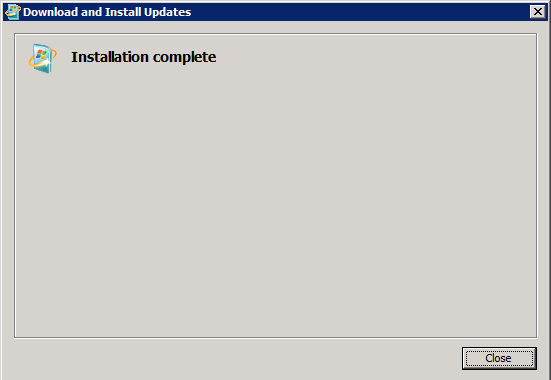 Download and Install Updates
Installation complete
Close